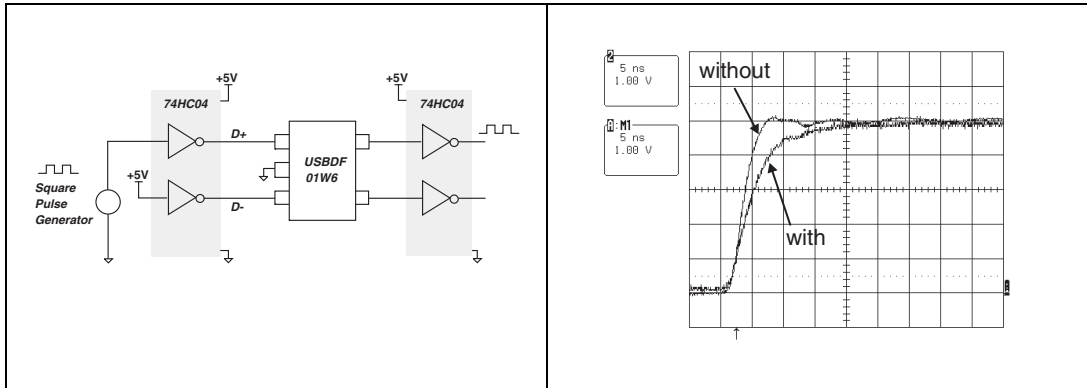 +5V
+5V
74HC04
74HC04
D+
+5V
USBDF
01W6
Square
Pulse
Generator
D-
2
5 ns
1.00 V
A:M1
5 ns
1.00 V
without
with